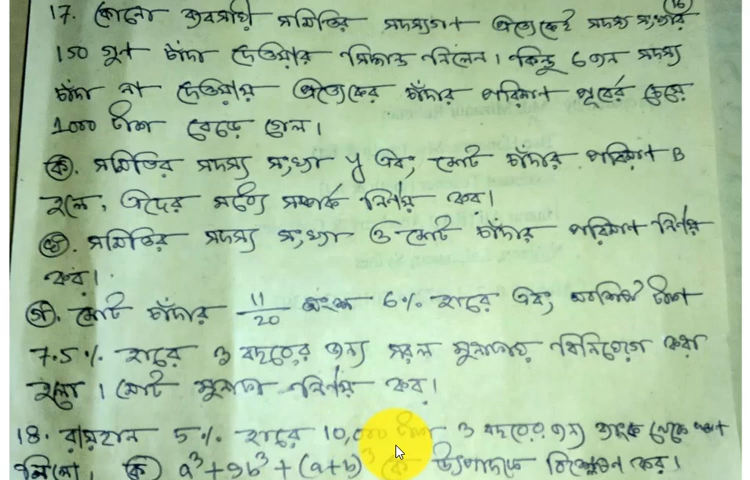 (16)
17. কোনো ব্যবসায়ী সমিতির সদস্যগণ প্রত্যেকেই সদস্য সংখ্যার
150 গুণ চাঁদা দেওয়ার সিদ্ধান্ত নিলেন। কিন্তু 6 জন সদস্য
চাঁদা না দেওয়ায় প্রত্যেকের চাঁদার পরিমাণ পূর্বের চেয়ে
1000 টাকা বেড়ে গেল।
ক. সমিতির সদস্য সংখ্যা y এবং মোট চাঁদার পরিমাণ B
হলে, এদের মধ্যে সম্পর্ক নির্ণয় কর।
খ. সমিতির সদস্য সংখ্যা ও মোট চাঁদার পরিমাণ নির্ণয়
কর।
গ. মোট চাঁদার 11/20 অংশ 6% হারে এবং অবশিষ্ট টাকা
7.5% হারে 3 বছরের জন্য সরল মুনাফায় বিনিয়োগ করা
হলো। মোট মুনাফা নির্ণয় কর।
18. রায়হান 5% হারে 10,000 টাকা 3 বছরের জন্য ব্যাংক থেকে ঋণ
নিলো। (ক) a³+9b³+(a+b)³ কে উৎপাদকে বিশ্লেষণ কর।